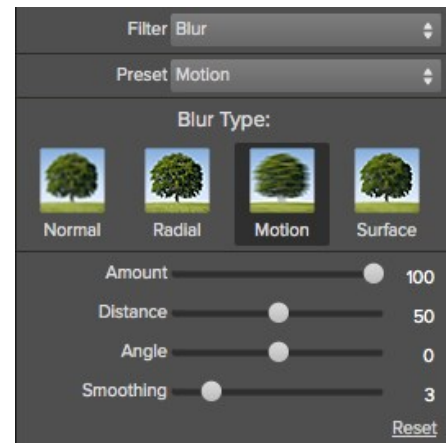 Filter Blur
Preset Motion
Blur Type:
Normal Radial Motion Surface
Amount 100
Distance 50
Angle 0
Smoothing 3
Reset